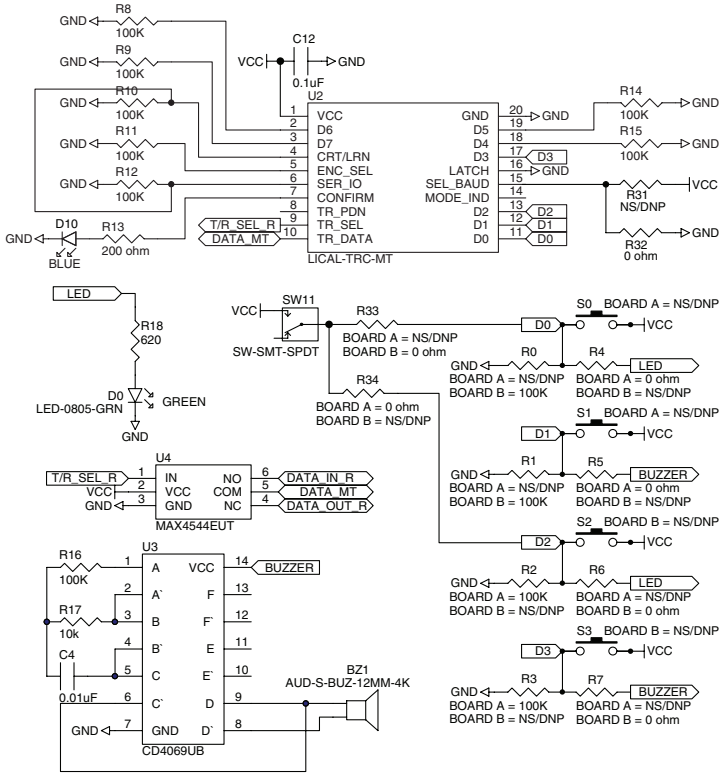 R8
GND
100K
R9
GND
100K
R10
GND
100K
R11
GND
100K
R12
GND
100K
D10
R13
GND
BLUE
200 ohm
C12
VCC
GND
0.1uF
U2
1 VCC GND 20 GND
2 D6 D5 19
3 D7 D4 18
4 CRT/LRN D3 17 D3
5 ENC_SEL LATCH 16 GND
6 SER_IO SEL_BAUD 15
7 CONFIRM MODE_IND 14
8 TR_PDN D2 13 D2
T/R_SEL_R 9 TR_SEL D1 12 D1
DATA_MT 10 TR_DATA D0 11 D0
LICAL-TRC-MT
R14
GND
100K
R15
GND
100K
R31
VCC
NS/DNP
R32
GND
0 ohm
LED
R18
620
D0
GREEN
LED-0805-GRN
GND
SW11
VCC
SW-SMT-SPDT
R33
BOARD A = NS/DNP
BOARD B = 0 ohm
R34
BOARD A = 0 ohm
BOARD B = NS/DNP
S0 BOARD A = NS/DNP
D0
VCC
R0
R4
GND
LED
BOARD A = NS/DNP
BOARD B = 100K
BOARD A = 0 ohm
BOARD B = NS/DNP
S1 BOARD A = NS/DNP
D1
VCC
R1
R5
GND
BUZZER
BOARD A = NS/DNP
BOARD B = 100K
BOARD A = 0 ohm
BOARD B = NS/DNP
S2 BOARD B = NS/DNP
D2
VCC
R2
R6
GND
LED
BOARD A = 100K
BOARD B = NS/DNP
BOARD A = NS/DNP
BOARD B = 0 ohm
S3 BOARD B = NS/DNP
D3
VCC
R3
R7
GND
BUZZER
BOARD A = 100K
BOARD B = NS/DNP
BOARD A = NS/DNP
BOARD B = 0 ohm
U4
T/R_SEL_R 1 IN NO 6 DATA_IN_R
VCC 2 VCC COM 5 DATA_MT
GND 3 GND NC 4 DATA_OUT_R
MAX4544EUT
U3
R16
100K
R17
10k
C4
0.01uF
1 A VCC 14 BUZZER
2 A` F 13
3 B F` 12
4 B` E 11
5 C E` 10
6 C` D 9
GND 7 GND D` 8
CD4069UB
BZ1
AUD-S-BUZ-12MM-4K